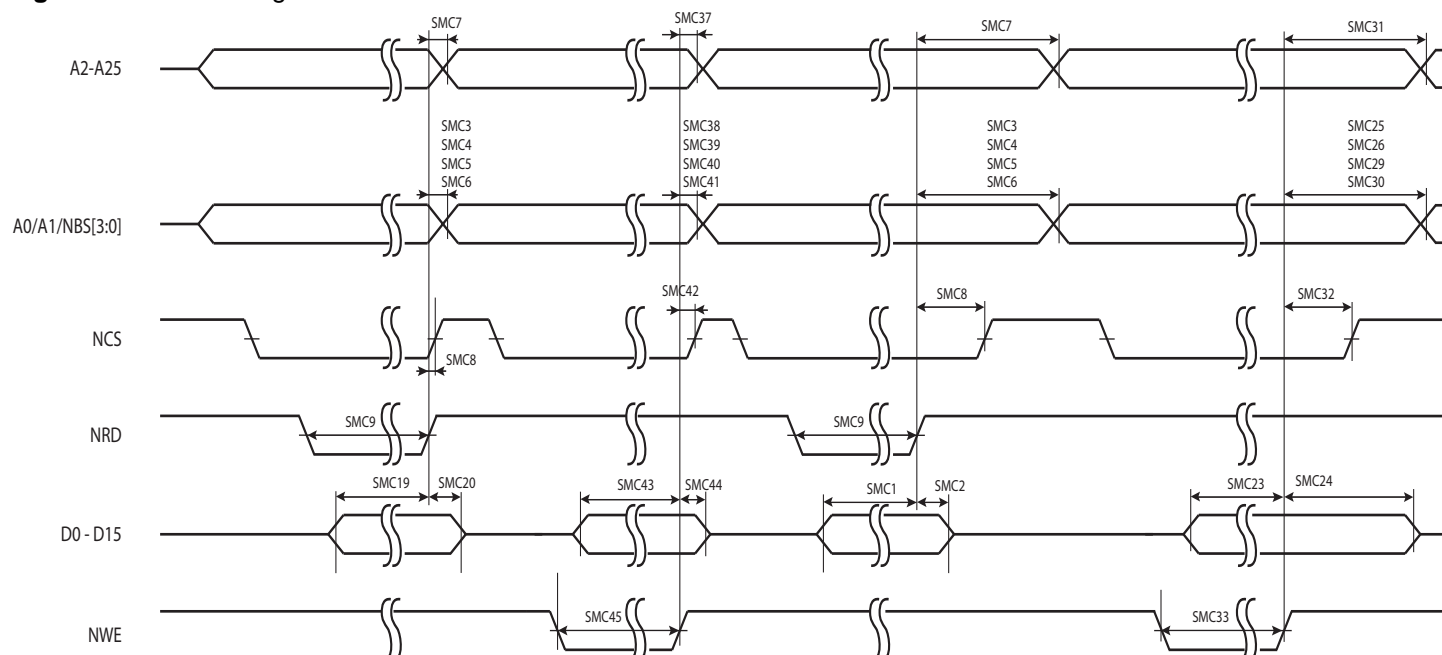 SMC7 SMC37 SMC7 SMC31
A2-A25
SMC3 SMC38 SMC3 SMC25
SMC4 SMC39 SMC4 SMC26
SMC5 SMC40 SMC5 SMC29
SMC6 SMC41 SMC6 SMC30
A0/A1/NBS[3:0]
SMC42 SMC8 SMC32
NCS
SMC8
SMC9 SMC9
NRD
SMC19 SMC20 SMC43 SMC44 SMC1 SMC2 SMC23 SMC24
D0 - D15
SMC45 SMC33
NWE